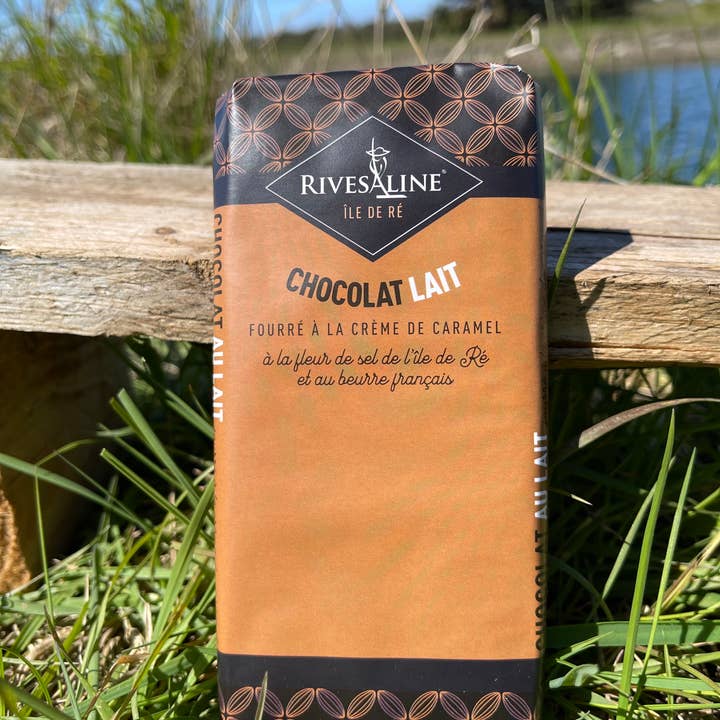 RIVESALINE®
ÎLE DE RÉ
CHOCOLAT LAIT
FOURRÉ À LA CRÈME DE CARAMEL
à la fleur de sel de l'île de Ré
et au beurre français
CHOCOLAT AU LAIT
CHOCOLAT AU LAIT